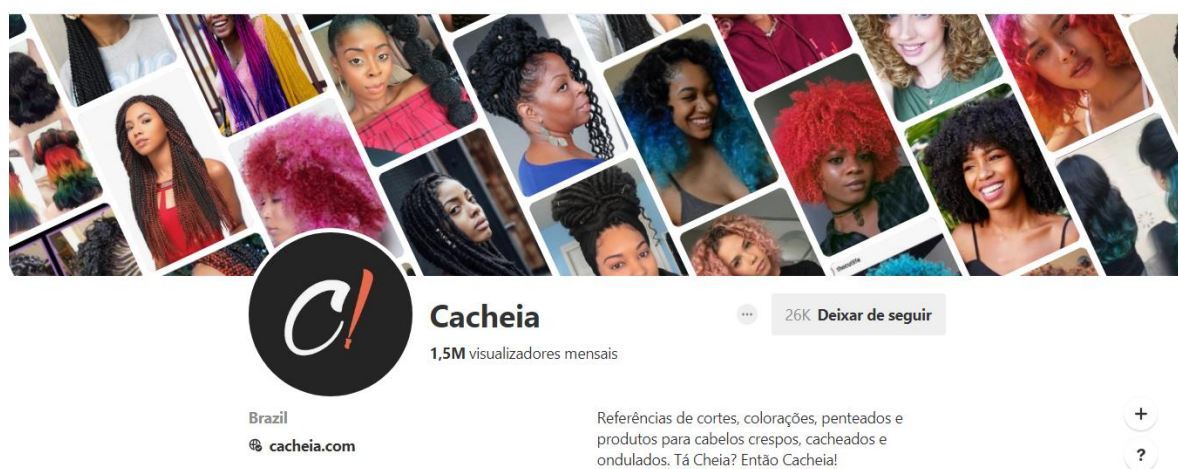 C!
Cacheia
... 26K Deixar de seguir
1,5M visualizadores mensais
Brazil
cacheia.com
Referências de cortes, colorações, penteados e
produtos para cabelos crespos, cacheados e
ondulados. Tá Cheia? Então Cacheia!
+
?